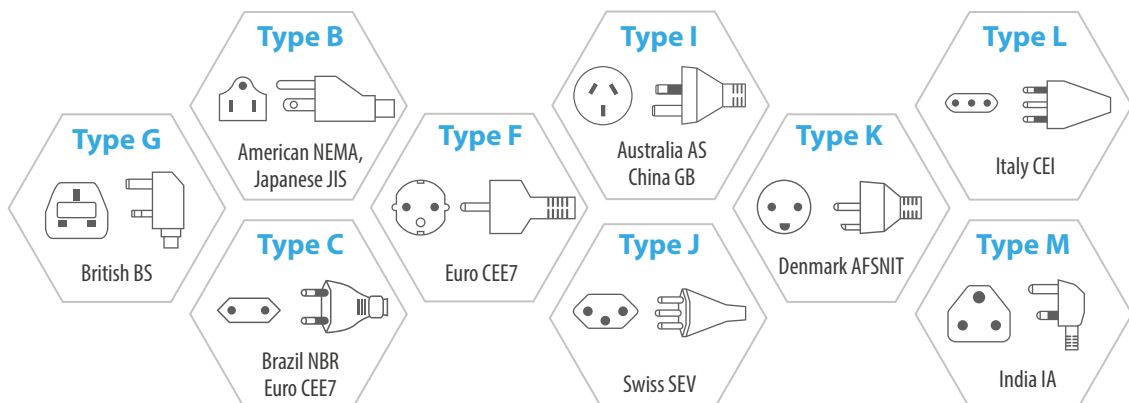 Type G
British BS
Type B
American NEMA,
Japanese JIS
Type C
Brazil NBR
Euro CEE7
Type F
Euro CEE7
Type I
Australia AS
China GB
Type J
Swiss SEV
Type K
Denmark AFSNIT
Type L
Italy CEI
Type M
India IA